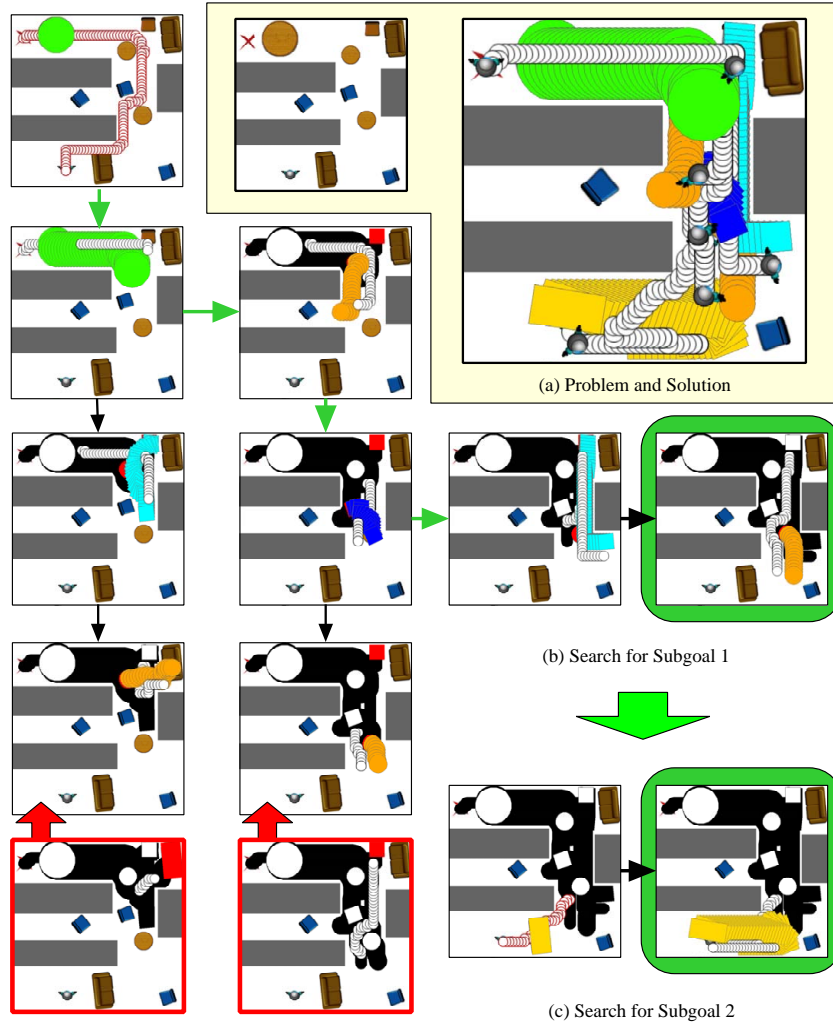 (a) Problem and Solution
(b) Search for Subgoal 1
(c) Search for Subgoal 2